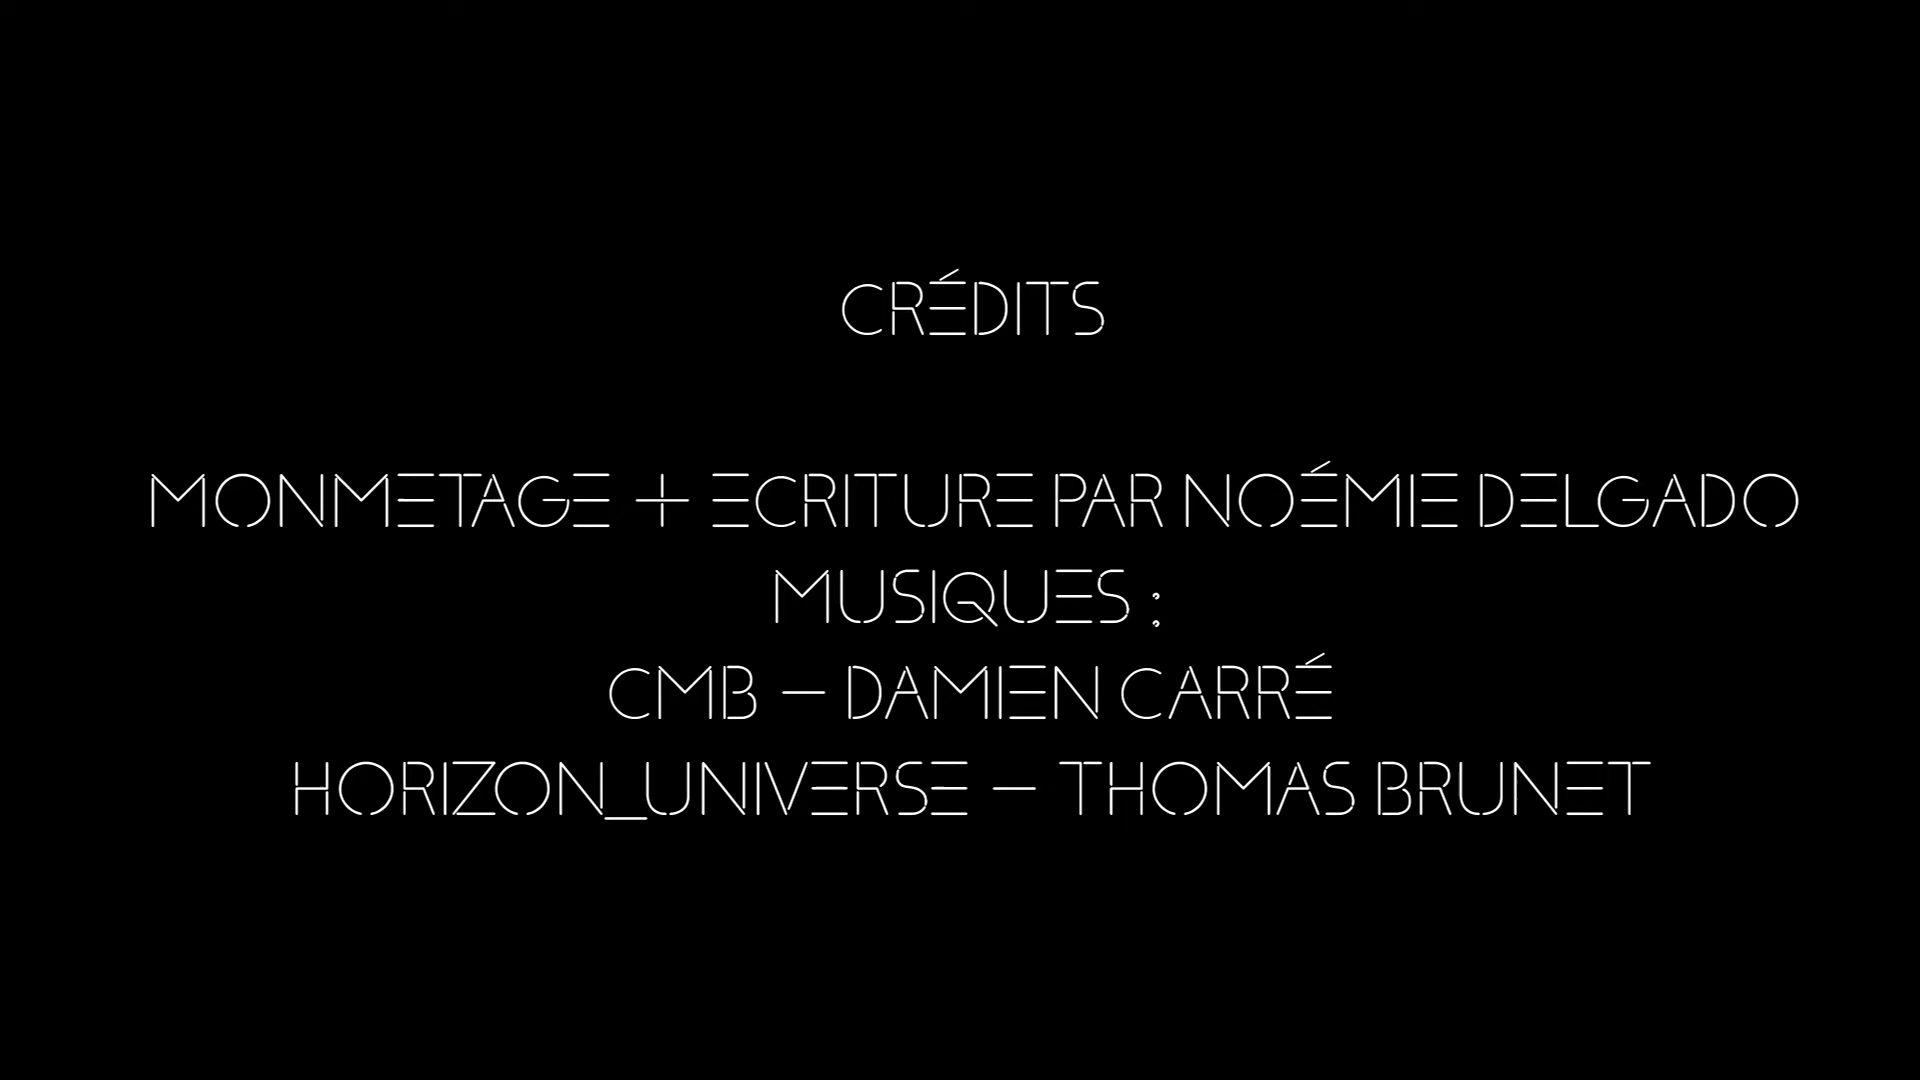 CRÉDITS
MONMETAGE + ECRITURE PAR NOÉMIE DELGADO
MUSIQUES :
CMB – DAMIEN CARRÉ
HORIZON_UNIVERSE – THOMAS BRUNET